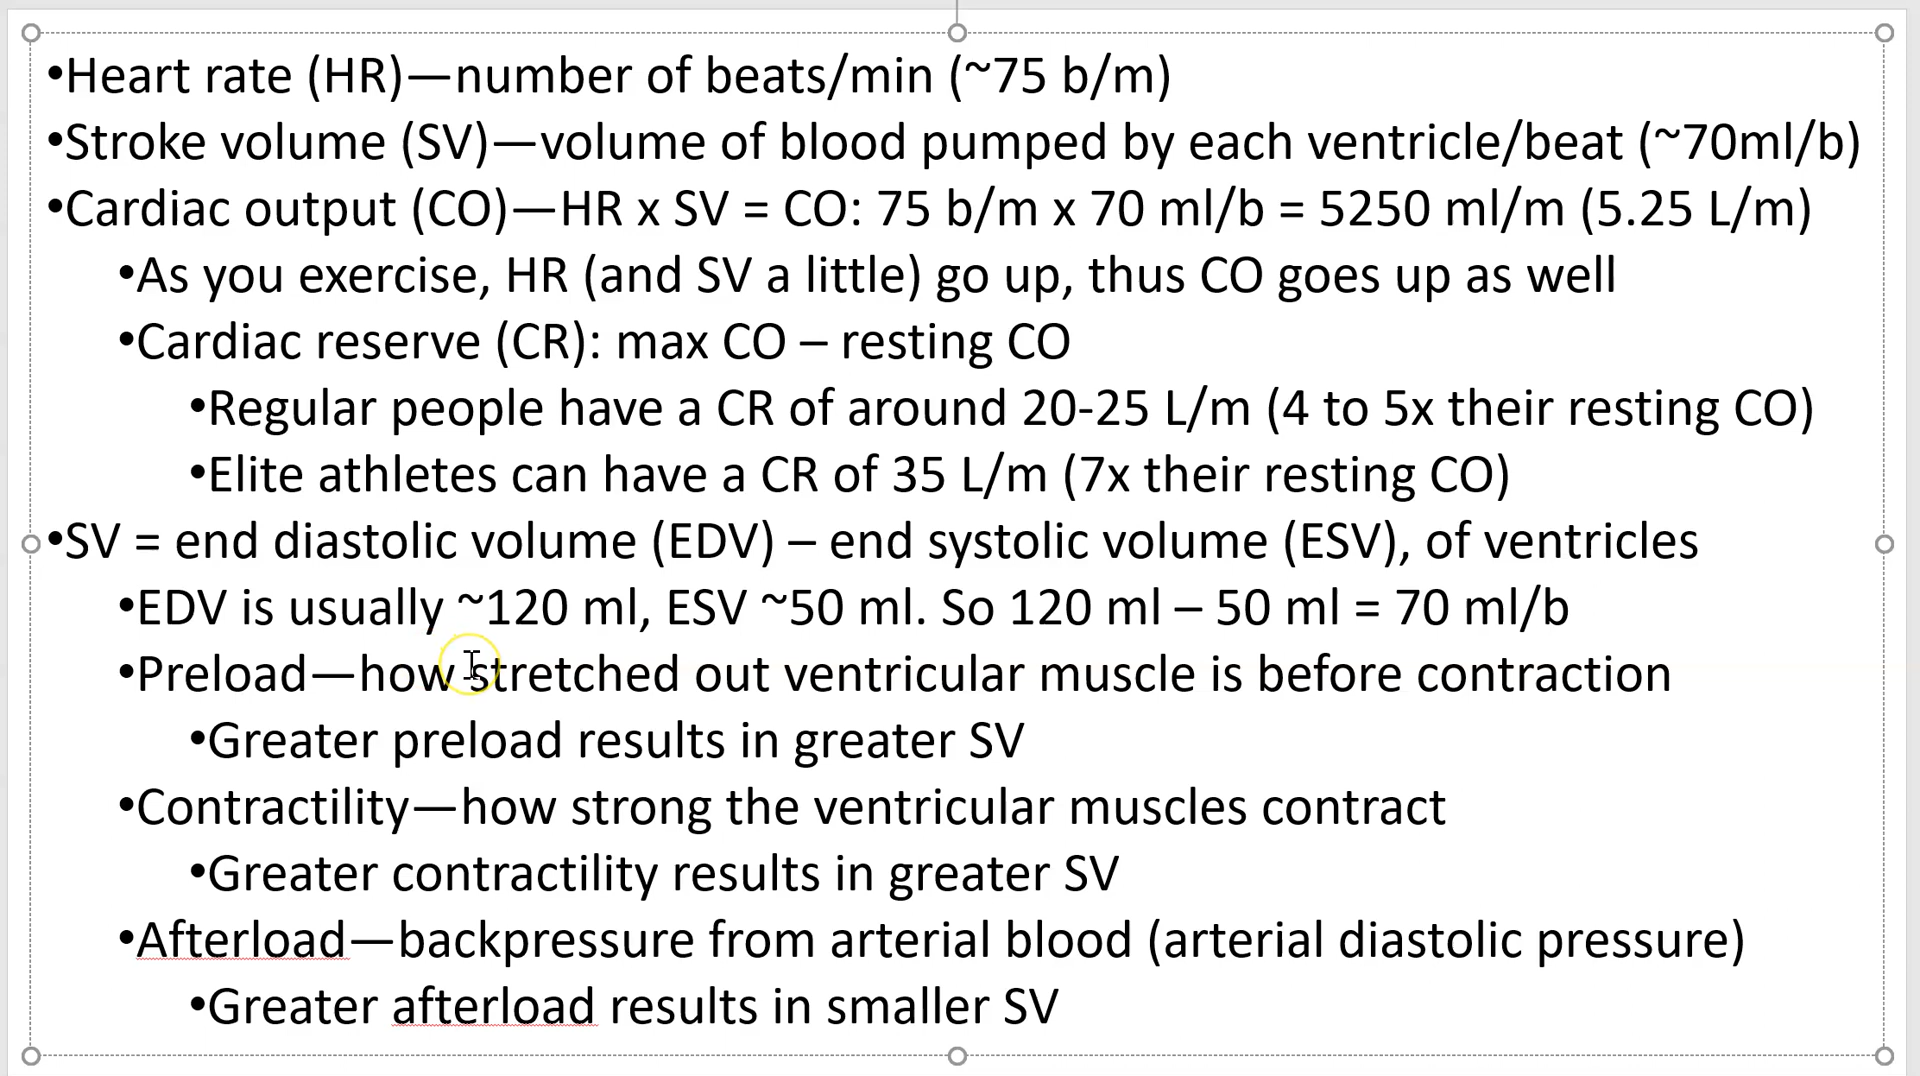 •Heart rate (HR)—number of beats/min (~75 b/m)
•Stroke volume (SV)—volume of blood pumped by each ventricle/beat (~70ml/b)
•Cardiac output (CO)—HR x SV = CO: 75 b/m x 70 ml/b = 5250 ml/m (5.25 L/m)
•As you exercise, HR (and SV a little) go up, thus CO goes up as well
•Cardiac reserve (CR): max CO – resting CO
•Regular people have a CR of around 20-25 L/m (4 to 5x their resting CO)
•Elite athletes can have a CR of 35 L/m (7x their resting CO)
•SV = end diastolic volume (EDV) – end systolic volume (ESV), of ventricles
•EDV is usually ~120 ml, ESV ~50 ml. So 120 ml – 50 ml = 70 ml/b
•Preload—how stretched out ventricular muscle is before contraction
•Greater preload results in greater SV
•Contractility—how strong the ventricular muscles contract
•Greater contractility results in greater SV
•Afterload—backpressure from arterial blood (arterial diastolic pressure)
•Greater afterload results in smaller SV